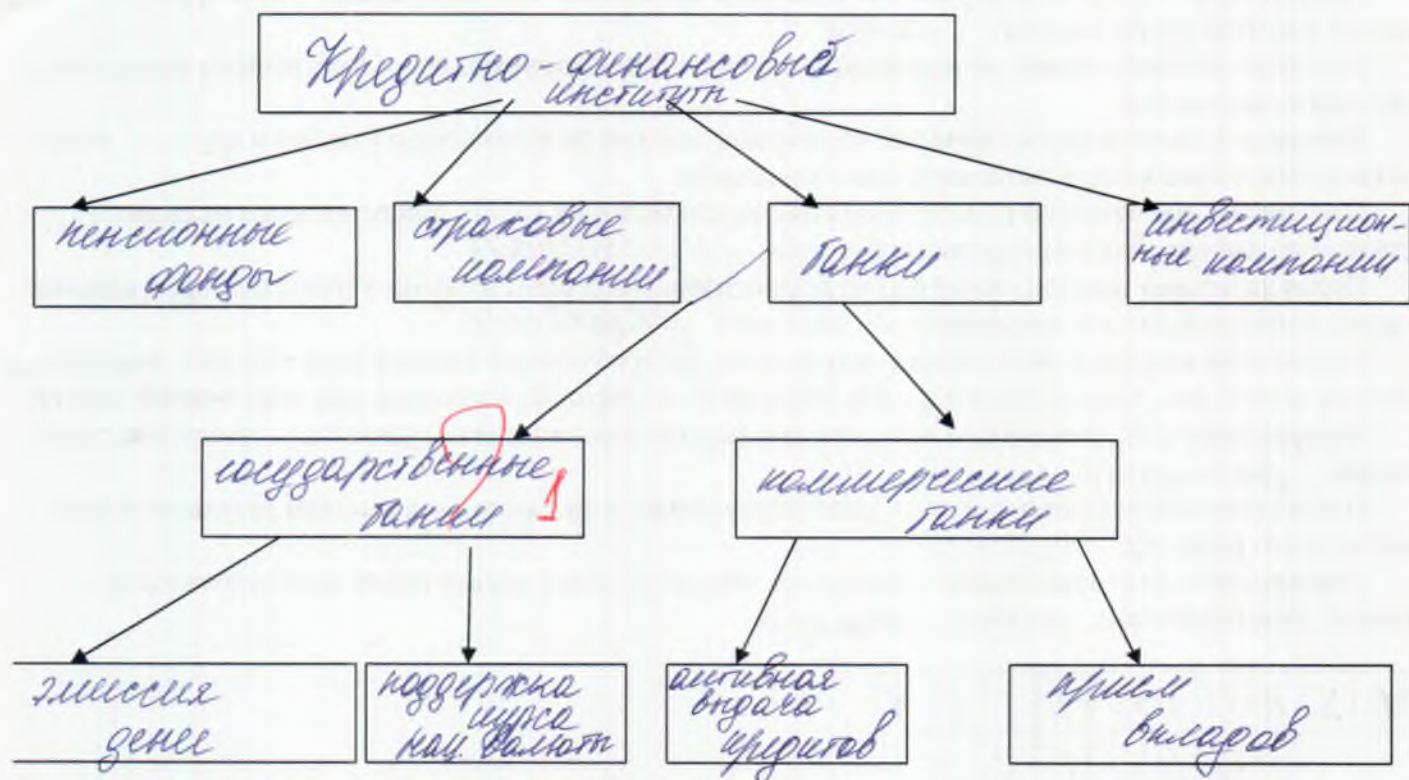 Кредитно-финансовый
институты
пенсионные
фонды
страховые
компании
банки
инвестицион-
ные компании
государственные
банки
1
коммерческие
банки
эмиссия
денег
поддержка
курса
нац валюты
активная
выдача
кредитов
прием
вкладов